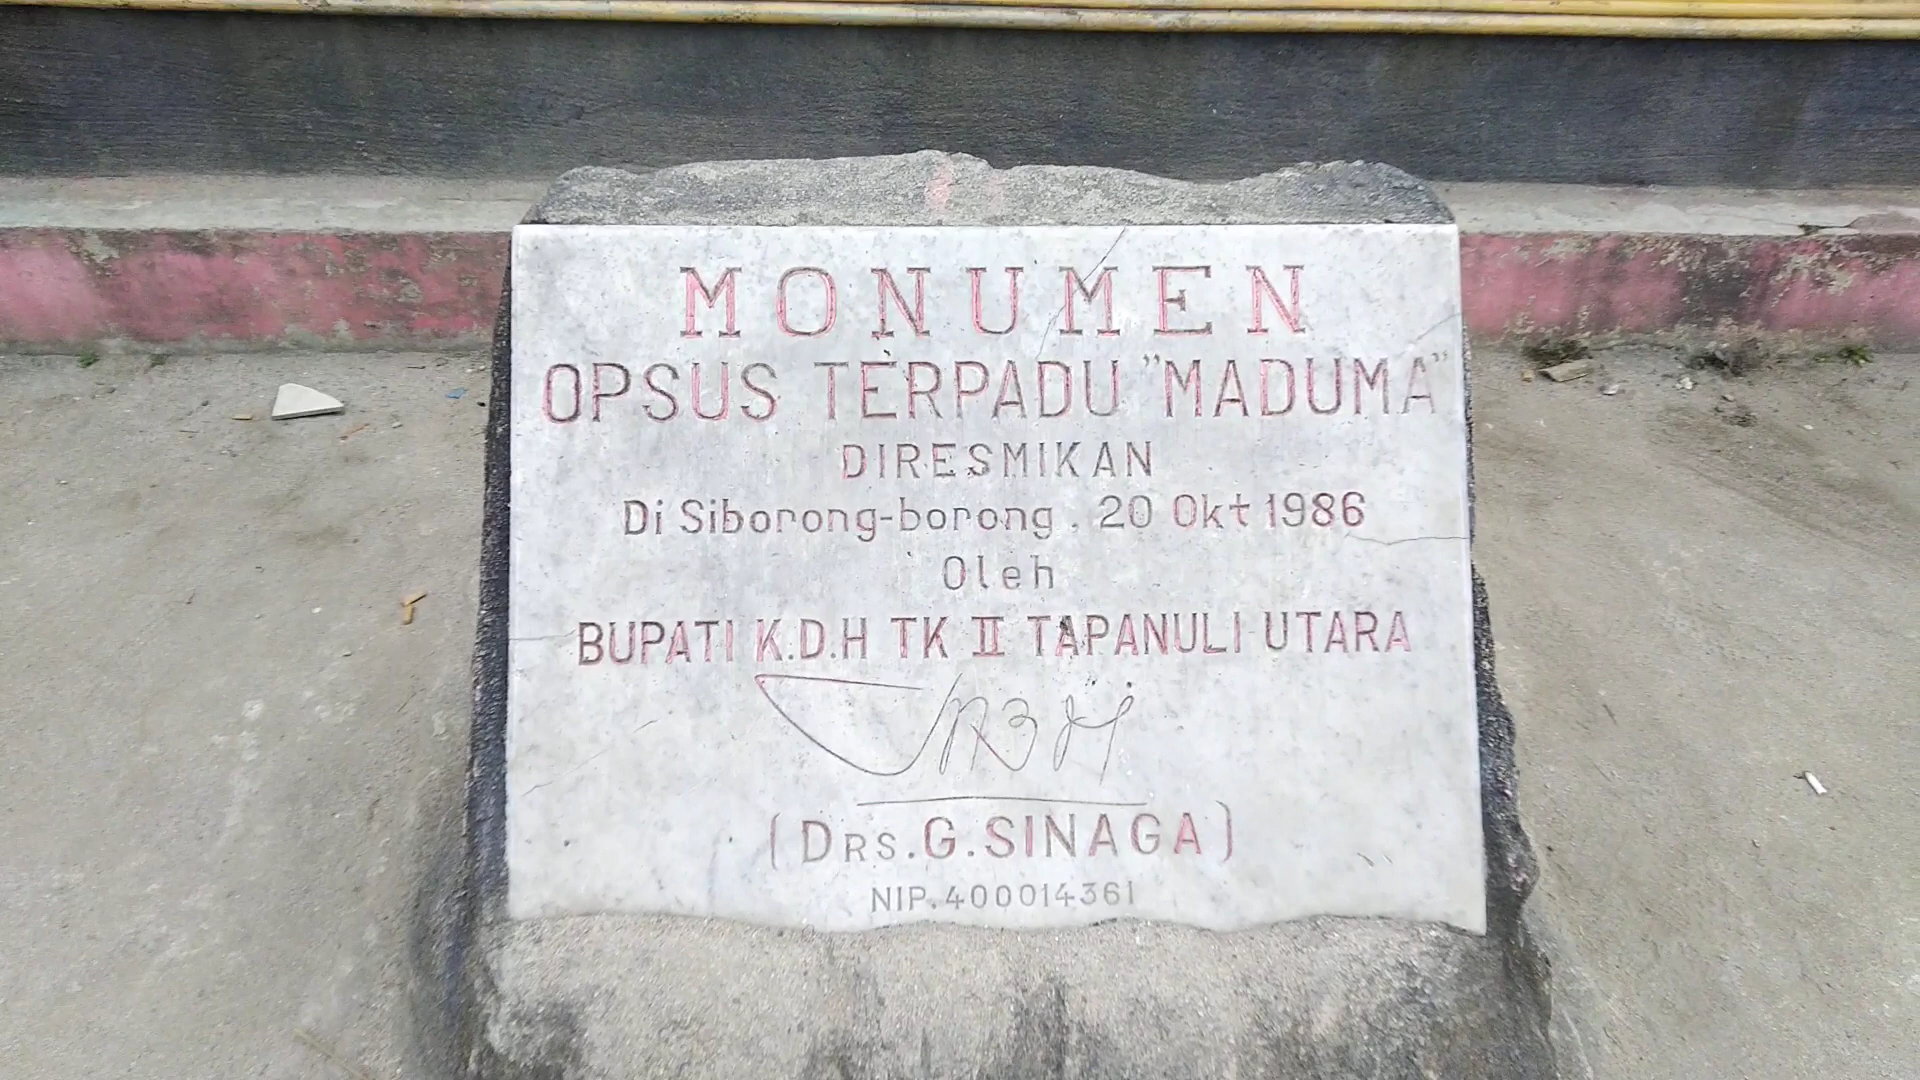 MONUMEN
OPSUS TERPADU "MADUMA"
DIRESMIKAN
Di Siborong-borong, 20 Okt 1986
Oleh
BUPATI K.D.H TK II TAPANULI UTARA
(DRS.G.SINAGA)
NIP.400014361